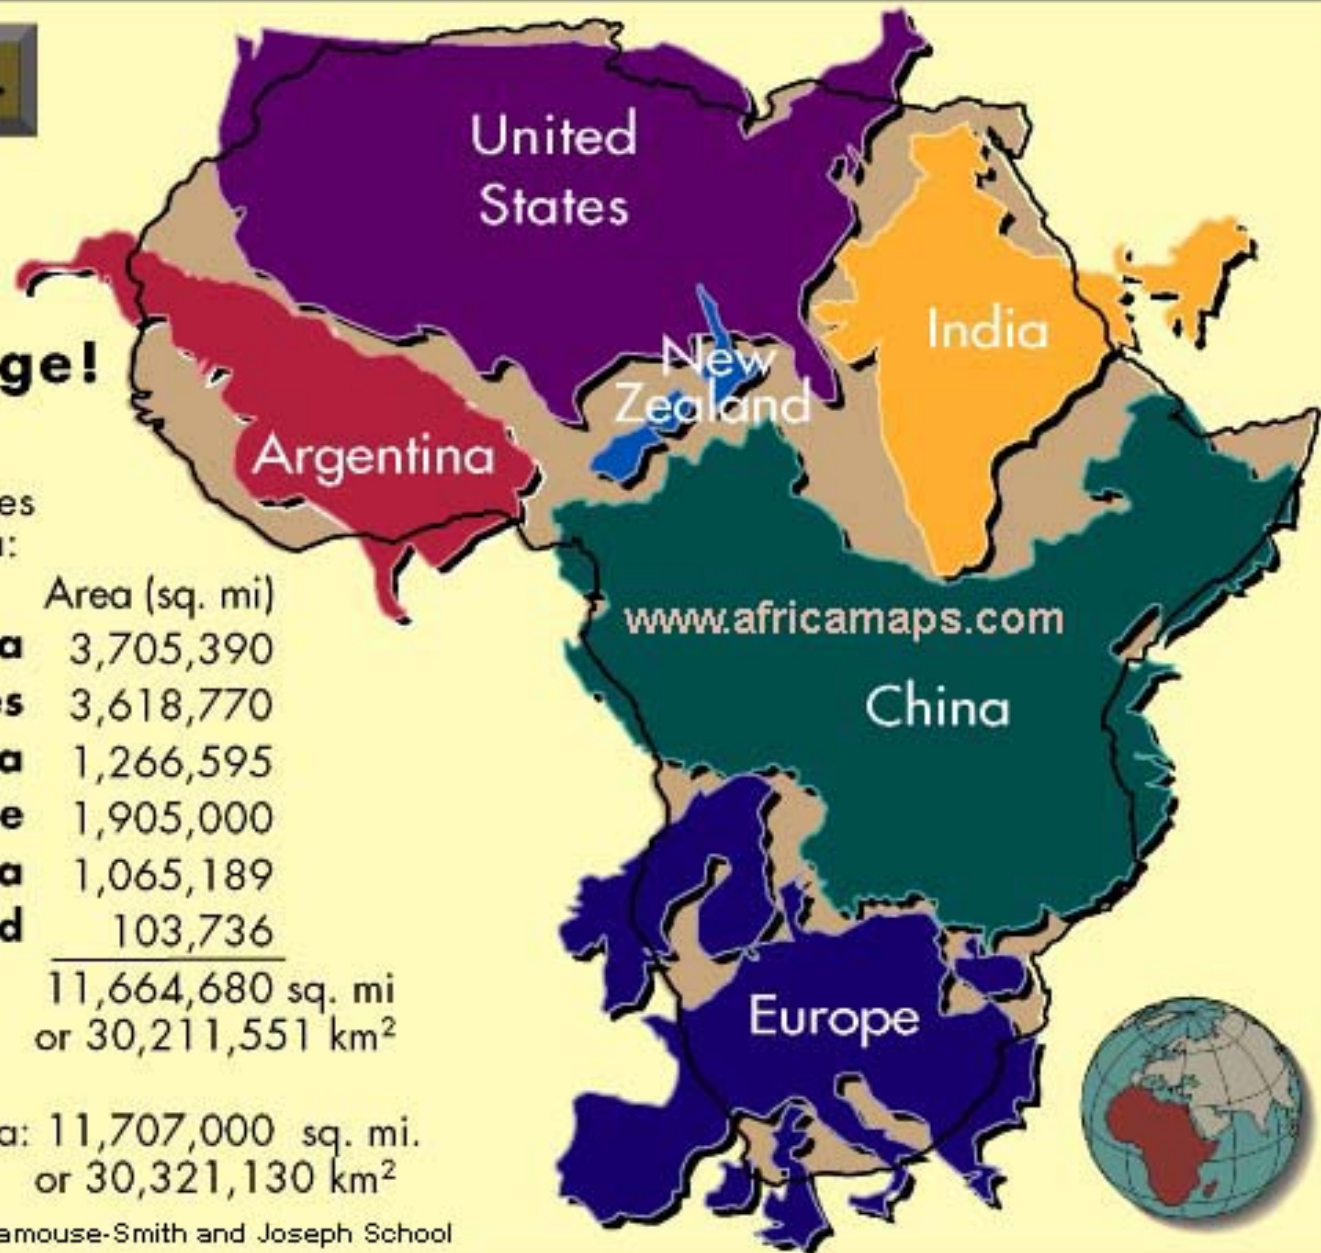 United
States
ge!
New
Zealand
India
Argentina
es
a:
Area (sq. mi)
a 3,705,390
es 3,618,770
a 1,266,595
e 1,905,000
a 1,065,189
d 103,736
11,664,680 sq. mi
or 30,211,551 km²
a: 11,707,000 sq. mi.
or 30,321,130 km²
amouse-Smith and Joseph School
www.africamaps.com
China
Europe